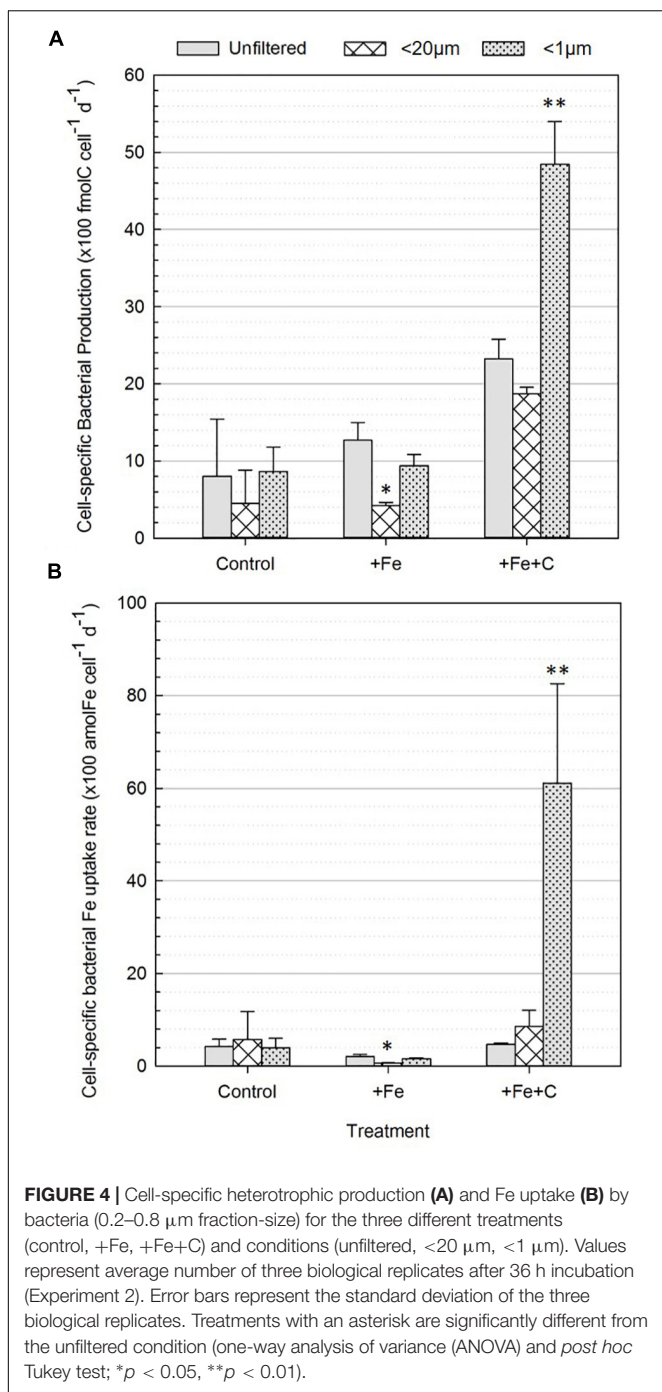 A
Unfiltered <20µm <1µm
60
50
40
30
20
10
0
Cell-specific Bacterial Production (x100 fmolC cell⁻¹ d⁻¹)
*
**
Control +Fe +Fe+C
B
100
80
60
40
20
0
Cell-specific bacterial Fe uptake rate (x100 amolFe cell⁻¹ d⁻¹)
*
**
Control +Fe +Fe+C
Treatment
FIGURE 4 | Cell-specific heterotrophic production (A) and Fe uptake (B) by
bacteria (0.2–0.8 µm fraction-size) for the three different treatments
(control, +Fe, +Fe+C) and conditions (unfiltered, <20 µm, <1 µm). Values
represent average number of three biological replicates after 36 h incubation
(Experiment 2). Error bars represent the standard deviation of the three
biological replicates. Treatments with an asterisk are significantly different from
the unfiltered condition (one-way analysis of variance (ANOVA) and post hoc
Tukey test; *p < 0.05, **p < 0.01).